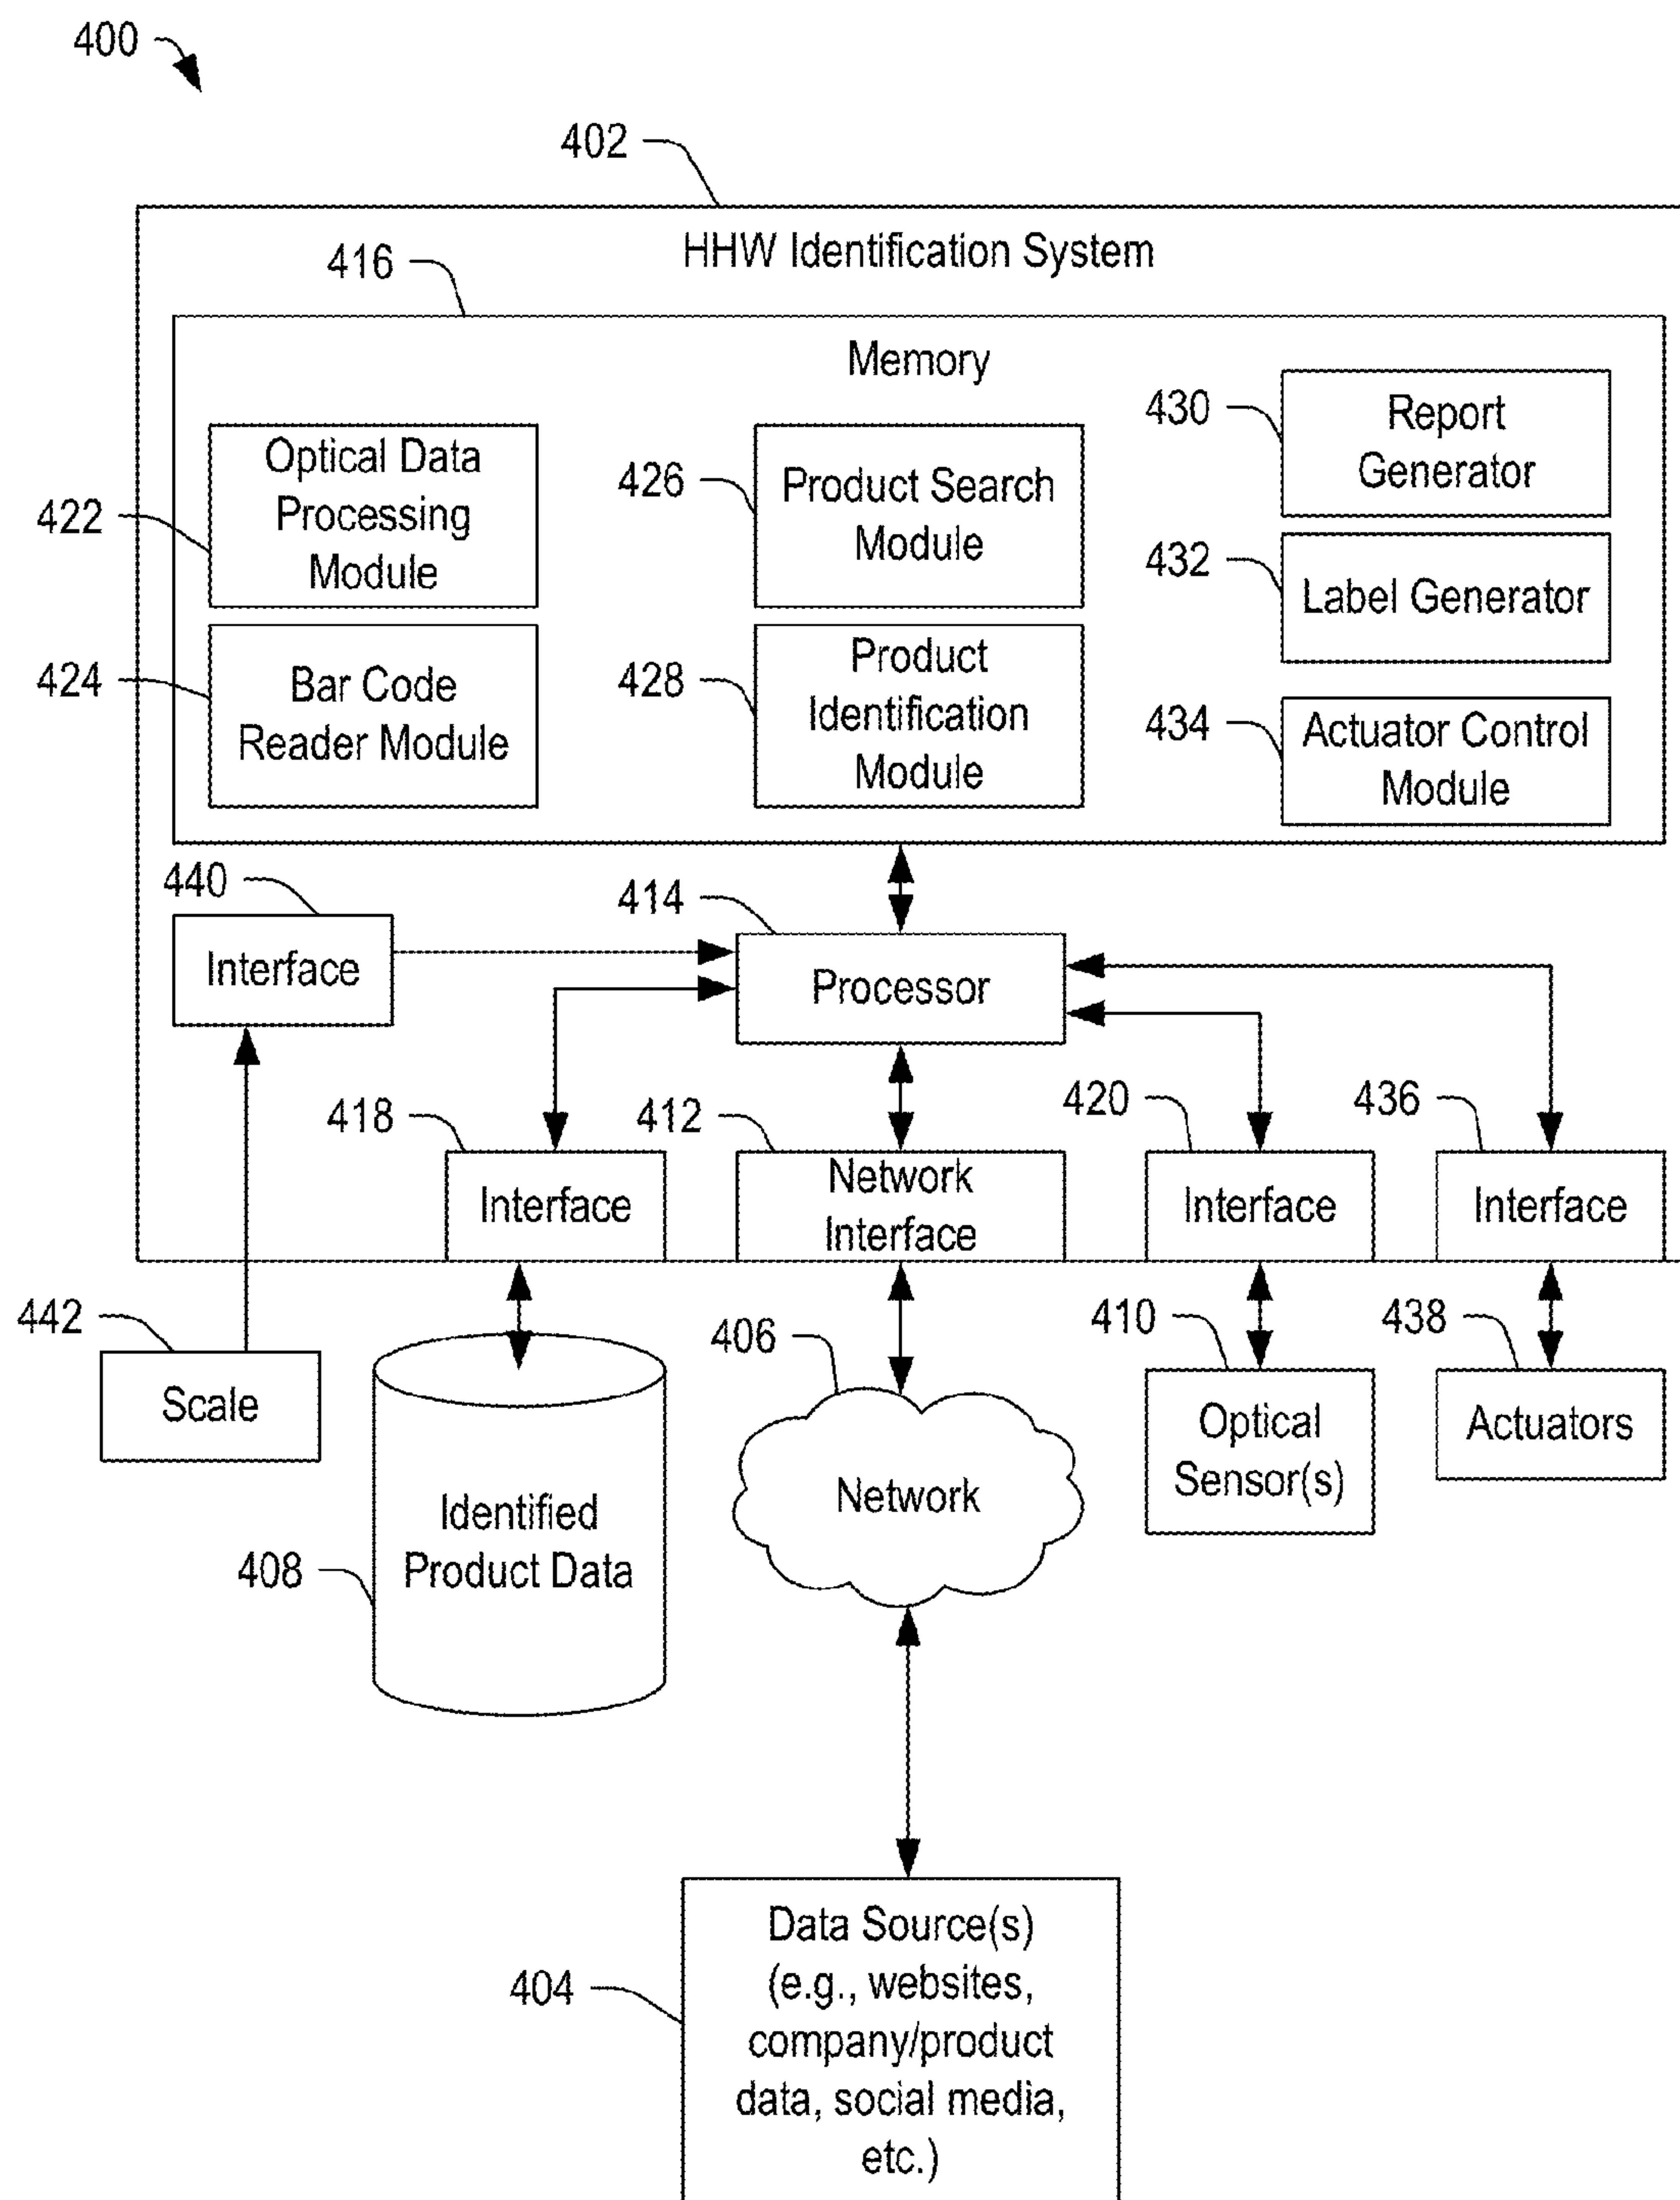 400
402
HHW Identification System
416
Memory
430
Report
Generator
Optical Data
Processing
Module
422
426
Product Search
Module
432
Label Generator
424
Bar Code
Reader Module
428
Product
Identification
Module
434
Actuator Control
Module
440
Interface
414
Processor
418
Interface
412
Network
Interface
420
Interface
436
Interface
442
Scale
408
Identified
Product Data
406
Network
410
Optical
Sensor(s)
438
Actuators
404
Data Source(s)
(e.g., websites,
company/product
data, social media,
etc.)